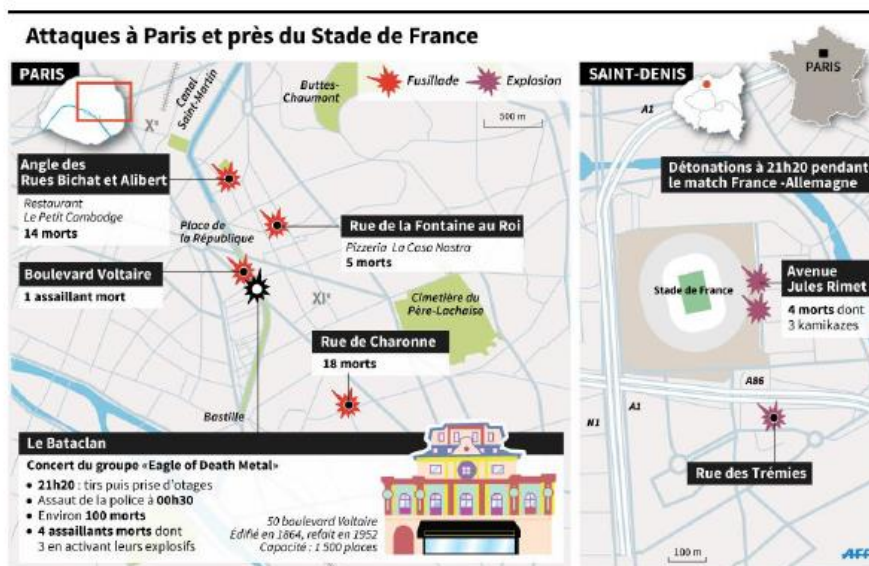 Attaques à Paris et près du Stade de France
PARIS
Canal
Saint-Martin
Xe
Buttes-
Chaumont
Fusillade
Explosion
500 m
Angle des
Rues Bichat et Alibert
Restaurant
Le Petit Cambodge
14 morts
Place de
la République
Rue de la Fontaine au Roi
Pizzeria La Casa Nostra
5 morts
Boulevard Voltaire
1 assaillant mort
XIe
Cimetière du
Père-Lachaise
Rue de Charonne
18 morts
Bastille
Le Bataclan
Concert du groupe «Eagle of Death Metal»
• 21h20 : tirs puis prise d'otages
• Assaut de la police à 00h30
• Environ 100 morts
• 4 assaillants morts dont
3 en activant leurs explosifs
50 boulevard Voltaire
Édifié en 1864, refait en 1952
Capacité : 1 500 places
SAINT-DENIS
PARIS
A1
Détonations à 21h20 pendant
le match France -Allemagne
Stade de France
Avenue
Jules Rimet
4 morts dont
3 kamikazes
A86
N1
A1
Rue des Trémies
100 m
AFP